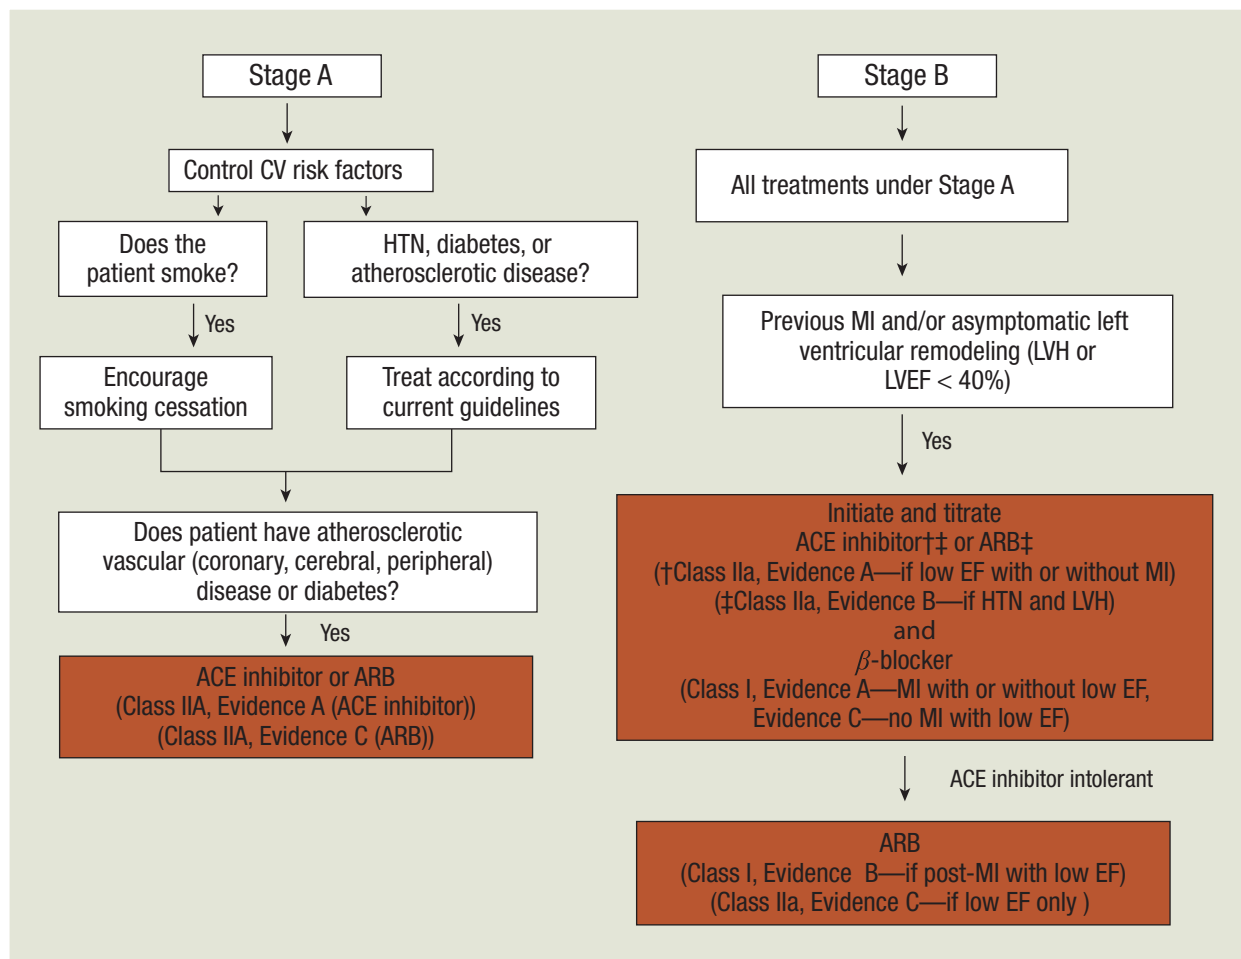 Stage A
Control CV risk factors
Does the
patient smoke?
HTN, diabetes, or
atherosclerotic disease?
Yes
Yes
Encourage
smoking cessation
Treat according to
current guidelines
Does patient have atherosclerotic
vascular (coronary, cerebral, peripheral)
disease or diabetes?
Yes
ACE inhibitor or ARB
(Class IIA, Evidence A (ACE inhibitor))
(Class IIA, Evidence C (ARB))
Stage B
All treatments under Stage A
Previous MI and/or asymptomatic left
ventricular remodeling (LVH or
LVEF < 40%)
Yes
Initiate and titrate
ACE inhibitor†‡ or ARB‡
(†Class IIa, Evidence A—if low EF with or without MI)
(‡Class IIa, Evidence B—if HTN and LVH)
and
β-blocker
(Class I, Evidence A—MI with or without low EF,
Evidence C—no MI with low EF)
ACE inhibitor intolerant
ARB
(Class I, Evidence  B—if post-MI with low EF)
(Class IIa, Evidence C—if low EF only )